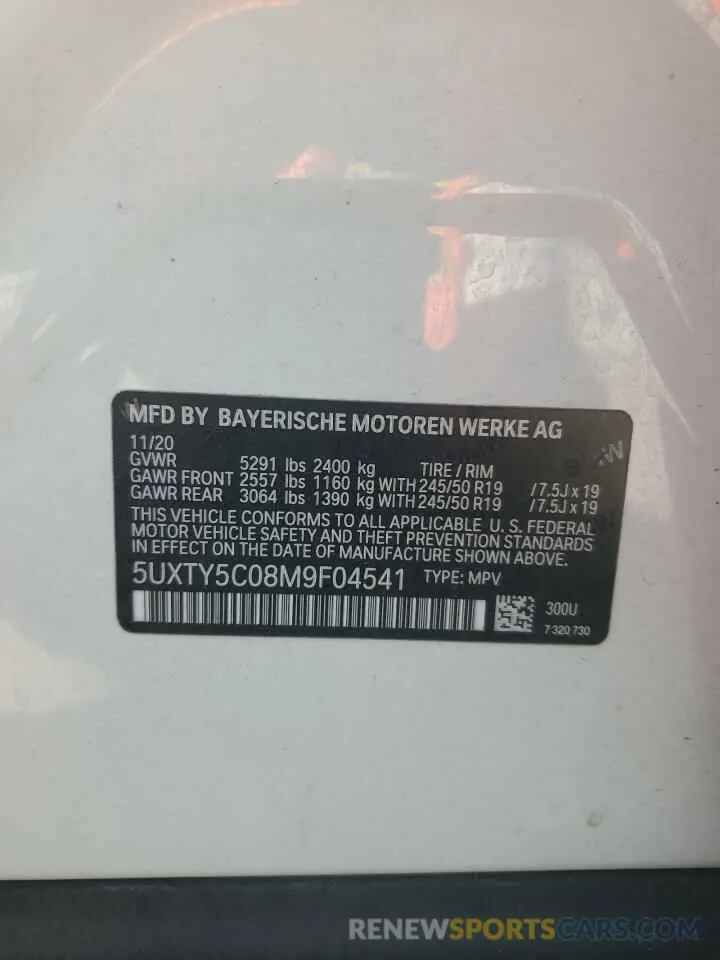 MFD BY BAYERISCHE MOTOREN WERKE AG
11/20
GVWR 5291 lbs 2400 kg TIRE / RIM
GAWR FRONT 2557 lbs 1160 kg WITH 245/50 R19 / 7.5J x 19
GAWR REAR 3064 lbs 1390 kg WITH 245/50 R19 / 7.5J x 19
THIS VEHICLE CONFORMS TO ALL APPLICABLE U. S. FEDERAL
MOTOR VEHICLE SAFETY AND THEFT PREVENTION STANDARDS
IN EFFECT ON THE DATE OF MANUFACTURE SHOWN ABOVE.
5UXTY5C08M9F04541 TYPE: MPV
300U
7 320 730
RENEWSPORTSCARS.COM